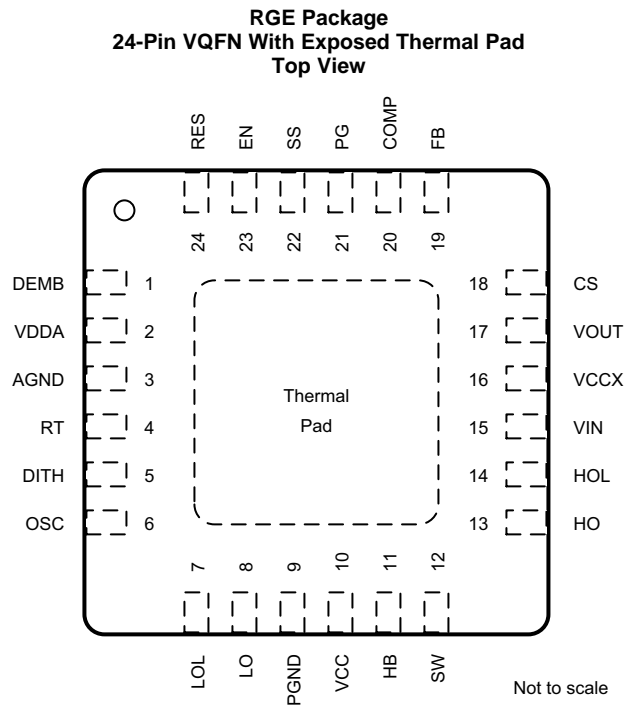 RGE Package
24-Pin VQFN With Exposed Thermal Pad
Top View
RES
EN
SS
PG
COMP
FB
24
23
22
21
20
19
DEMB 1
VDDA 2
AGND 3
RT 4
DITH 5
OSC 6
Thermal
Pad
18 CS
17 VOUT
16 VCCX
15 VIN
14 HOL
13 HO
7
8
9
10
11
12
LOL
LO
PGND
VCC
HB
SW
Not to scale